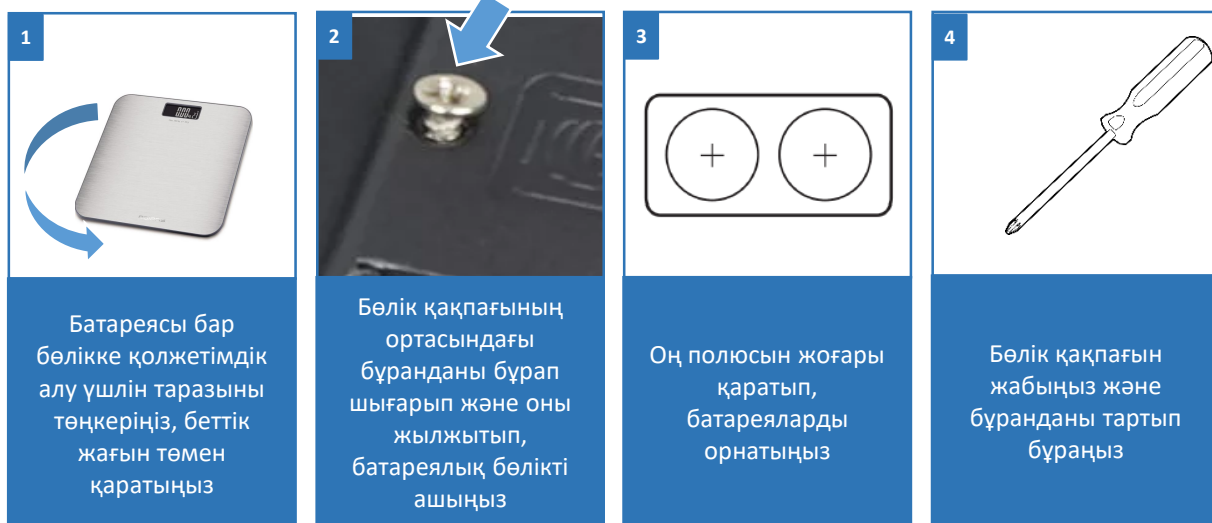 1
Батареясы бар
бөлікке қолжетімдік
алу үшлін таразыны
төңкеріңіз, беттік
жағын төмен
қаратыңыз
2
Бөлік қақпағының
ортасындағы
бұранданы бұрап
шығарып және оны
жылжытып,
батареялық бөлікті
ашыңыз
3
Оң полюсын жоғары
қаратып,
батареяларды
орнатыңыз
4
Бөлік қақпағын
жабыңыз және
бұранданы тартып
бұраңыз